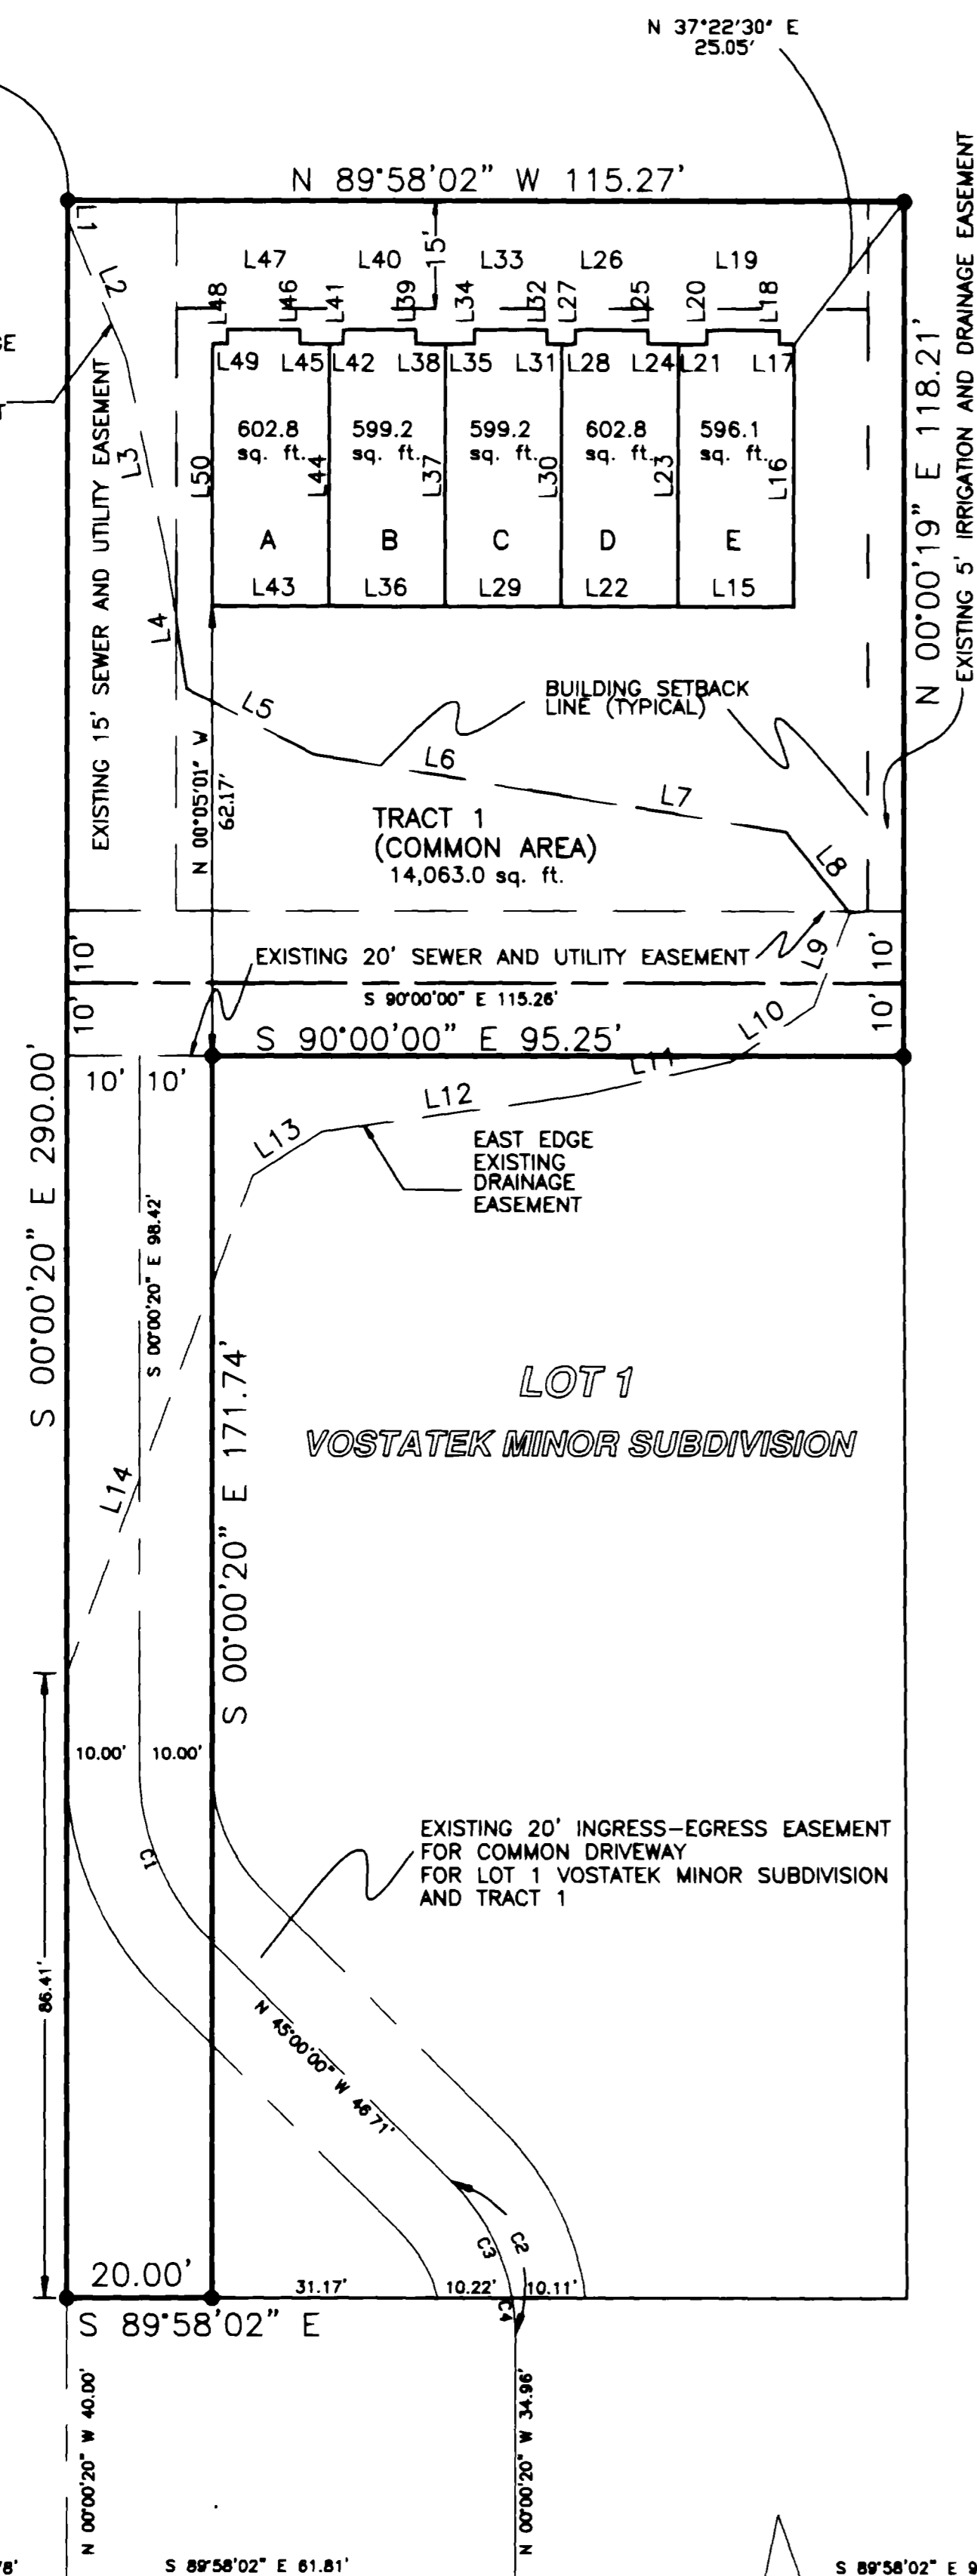 N 37°22'30" E
25.05'
N 89°58'02" W 115.27'
L1
L2
15'
L47
L40
L33
L26
L19
L48
L46
L41
L39
L34
L32
L27
L25
L20
L18
L49
L45
L42
L38
L35
L31
L28
L24
L21
L17
602.8
sq. ft.
599.2
sq. ft.
599.2
sq. ft.
602.8
sq. ft.
596.1
sq. ft.
L50
L44
L37
L30
L23
L16
A
B
C
D
E
L43
L36
L29
L22
L15
L3
L4
L5
L6
L7
L8
EXISTING 15' SEWER AND UTILITY EASEMENT
N 00°00'19" E 118.21'
EXISTING 5' IRRIGATION AND DRAINAGE EASEMENT
BUILDING SETBACK
LINE (TYPICAL)
N 00°05'01" W
62.17'
TRACT 1
(COMMON AREA)
14,063.0 sq. ft.
10'
EXISTING 20' SEWER AND UTILITY EASEMENT
L9
10'
10'
S 90°00'00" E 115.26'
L10
10'
S 90°00'00" E 95.25'
L11
10'
10'
L12
L13
EAST EDGE
EXISTING
DRAINAGE
EASEMENT
S 00°00'20" E 290.00'
S 00°00'20" E 98.42'
S 00°00'20" E 171.74'
LOT 1
VOSTATEK MINOR SUBDIVISION
L14
10.00'
10.00'
EXISTING 20' INGRESS-EGRESS EASEMENT
FOR COMMON DRIVEWAY
FOR LOT 1 VOSTATEK MINOR SUBDIVISION
AND TRACT 1
C1
86.41'
N 45°00'00" W 46.71'
C2
C3
20.00'
31.17'
10.22'
10.11'
C4
S 89°58'02" E
N 00°00'20" W 40.00'
N 00°00'20" W 34.96'
S 89°58'02" E 61.81'
S 89°58'02" E 9